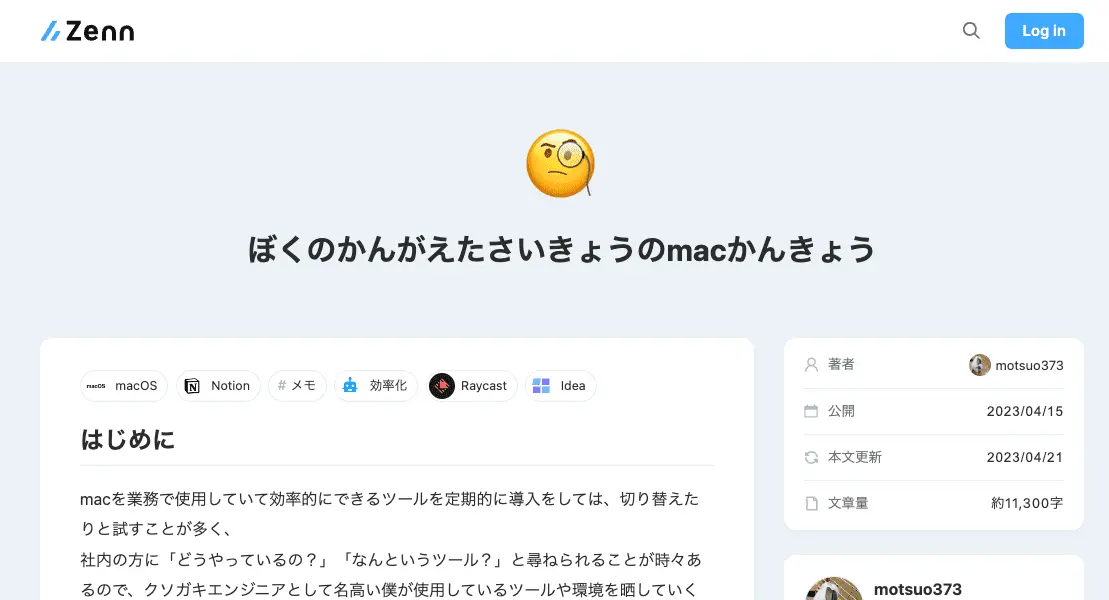 Zenn
Log in
ぼくのかんがえたさいきょうのmacかんきょう
macOS macOS Notion # メモ 効率化 Raycast Idea
はじめに
macを業務で使用していて効率的にできるツールを定期的に導入をしては、切り替えた
りと試すことが多く、
社内の方に「どうやっているの？」「なんというツール？」と尋ねられることが時々あ
るので、クソガキエンジニアとして名高い僕が使用しているツールや環境を晒していく
著者 motsuo373
公開 2023/04/15
本文更新 2023/04/21
文章量 約11,300字
motsuo373